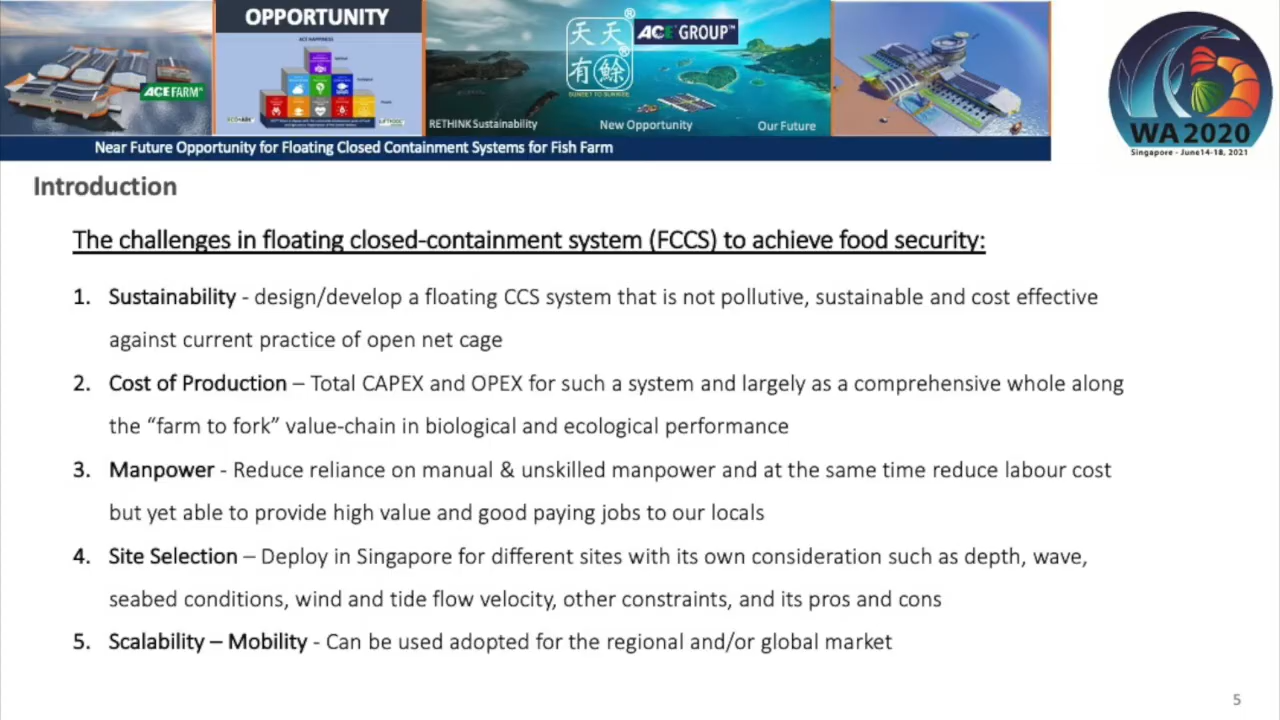 OPPORTUNITY
ACE FARM
天天
有鱻
SUNSET TO SUNRISE
ACE GROUP™
RETHINK Sustainability
New Opportunity
Our Future
WA2020
Singapore - June14-18, 2021
Near Future Opportunity for Floating Closed Containment Systems for Fish Farm
Introduction
The challenges in floating closed-containment system (FCCS) to achieve food security:
1. Sustainability - design/develop a floating CCS system that is not pollutive, sustainable and cost effective
against current practice of open net cage
2. Cost of Production – Total CAPEX and OPEX for such a system and largely as a comprehensive whole along
the “farm to fork” value-chain in biological and ecological performance
3. Manpower - Reduce reliance on manual & unskilled manpower and at the same time reduce labour cost
but yet able to provide high value and good paying jobs to our locals
4. Site Selection – Deploy in Singapore for different sites with its own consideration such as depth, wave,
seabed conditions, wind and tide flow velocity, other constraints, and its pros and cons
5. Scalability – Mobility - Can be used adopted for the regional and/or global market
5